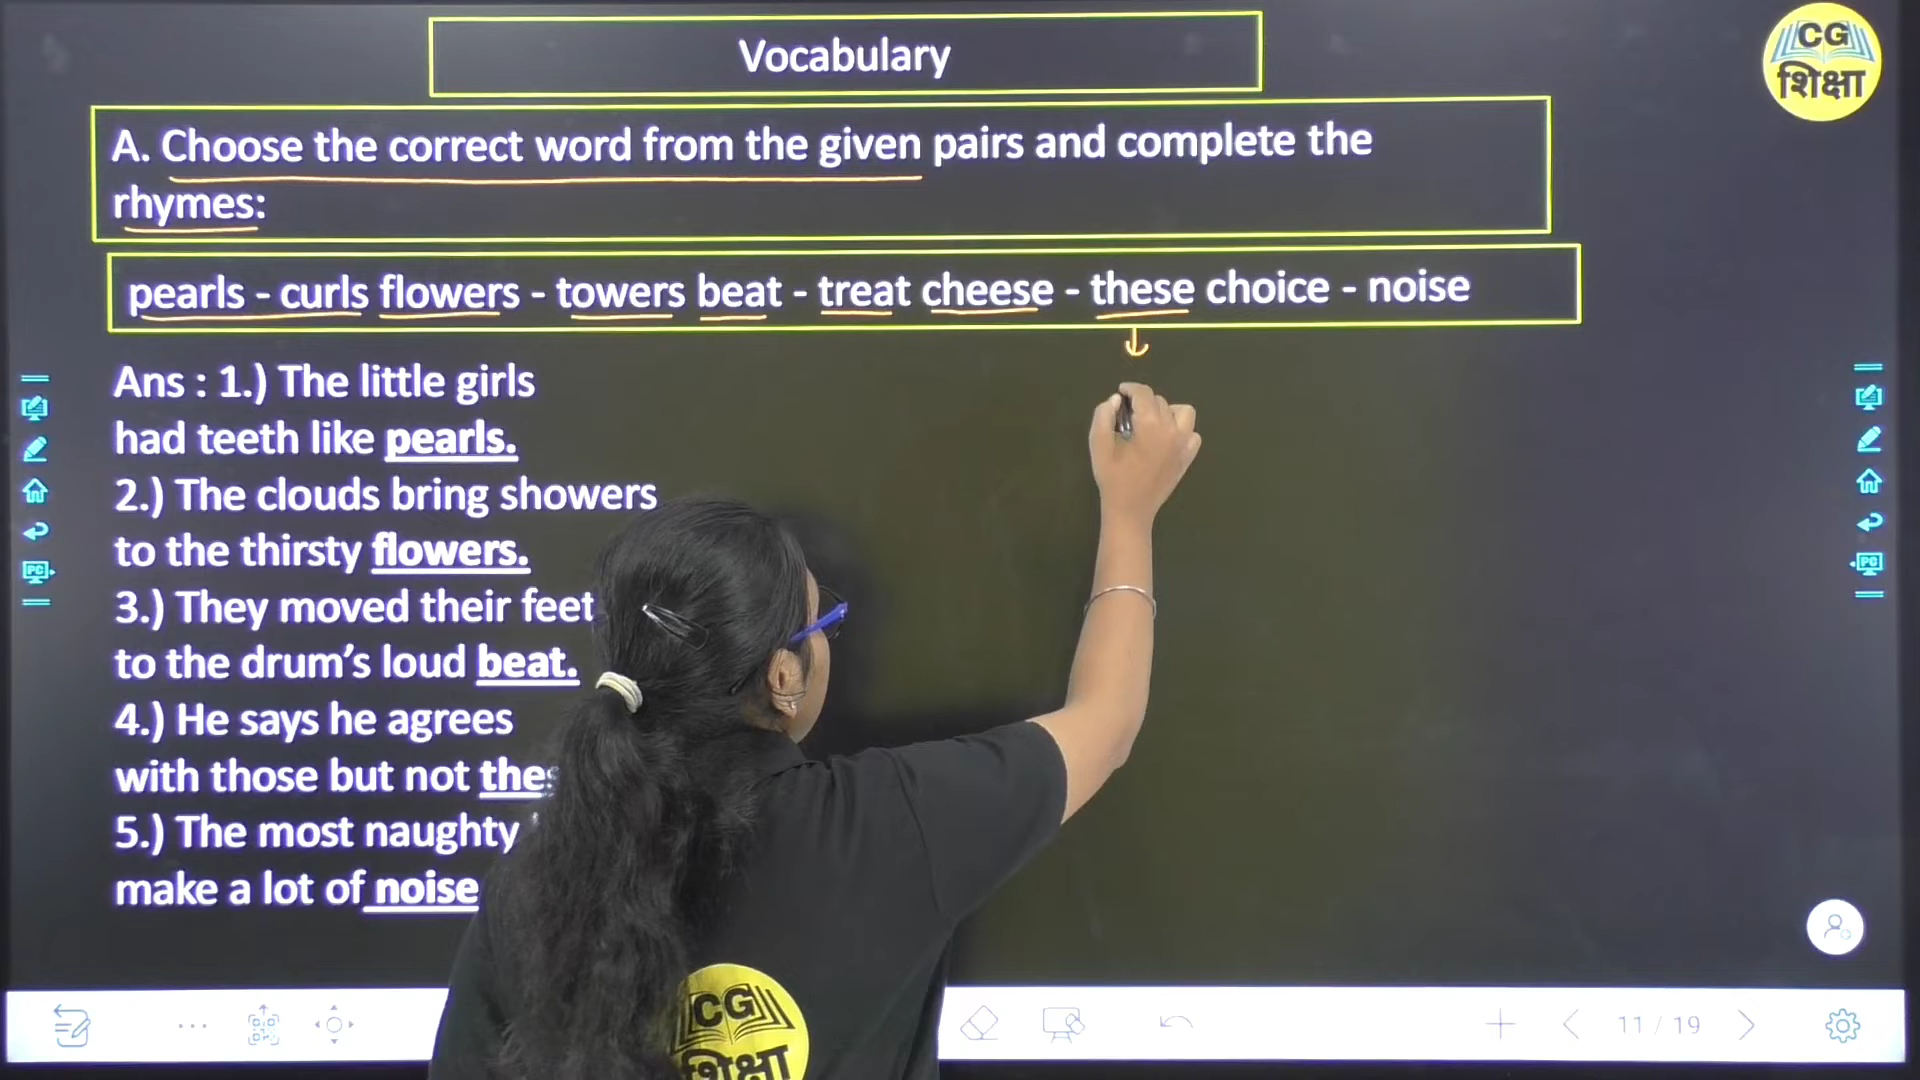 Vocabulary
CG
शिक्षा
A. Choose the correct word from the given pairs and complete the
rhymes:
pearls - curls flowers - towers beat - treat cheese - these choice - noise
Ans : 1.) The little girls
had teeth like pearls.
2.) The clouds bring showers
to the thirsty flowers.
3.) They moved their feet
to the drum’s loud beat.
4.) He says he agrees
with those but not
5.) The most naughty
make a lot of noise
PC
PC
CG
शिक्षा
11 / 19